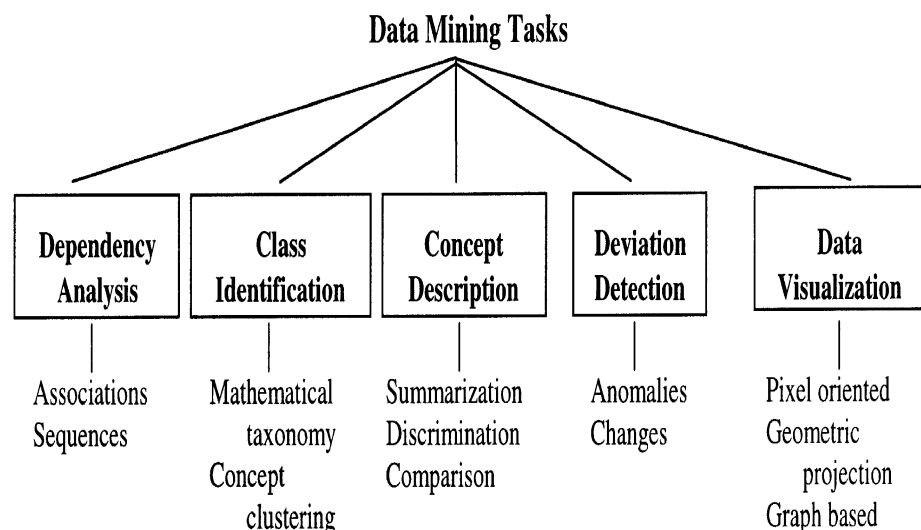 Data Mining Tasks
Dependency
Analysis
Class
Identification
Concept
Description
Deviation
Detection
Data
Visualization
Associations
Sequences
Mathematical
taxonomy
Concept
clustering
Summarization
Discrimination
Comparison
Anomalies
Changes
Pixel oriented
Geometric
projection
Graph based